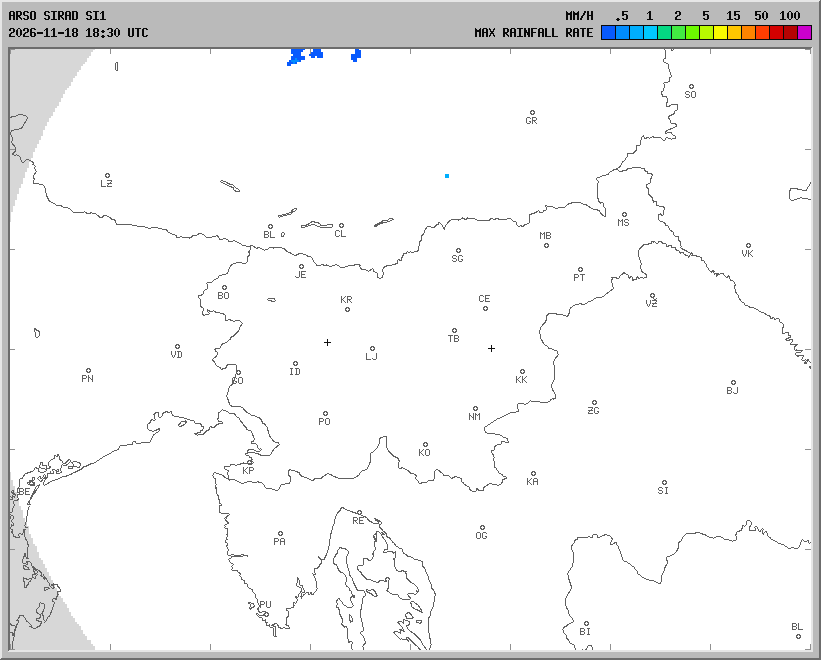 ARSO SIRAD SI1
MM/H .5 1 2 5 15 50 100
2026-11-18 18:30 UTC
MAX RAINFALL RATE
SO
GR
LZ
MS
BL
CL
MB
VK
SG
JE
PT
BO
KR
CE
VZ
TB
VD
LJ
ID
PN
GO
KK
BJ
ZG
NM
PO
KO
KP
KA
BE
SI
RE
OG
PA
PU
BI
BL